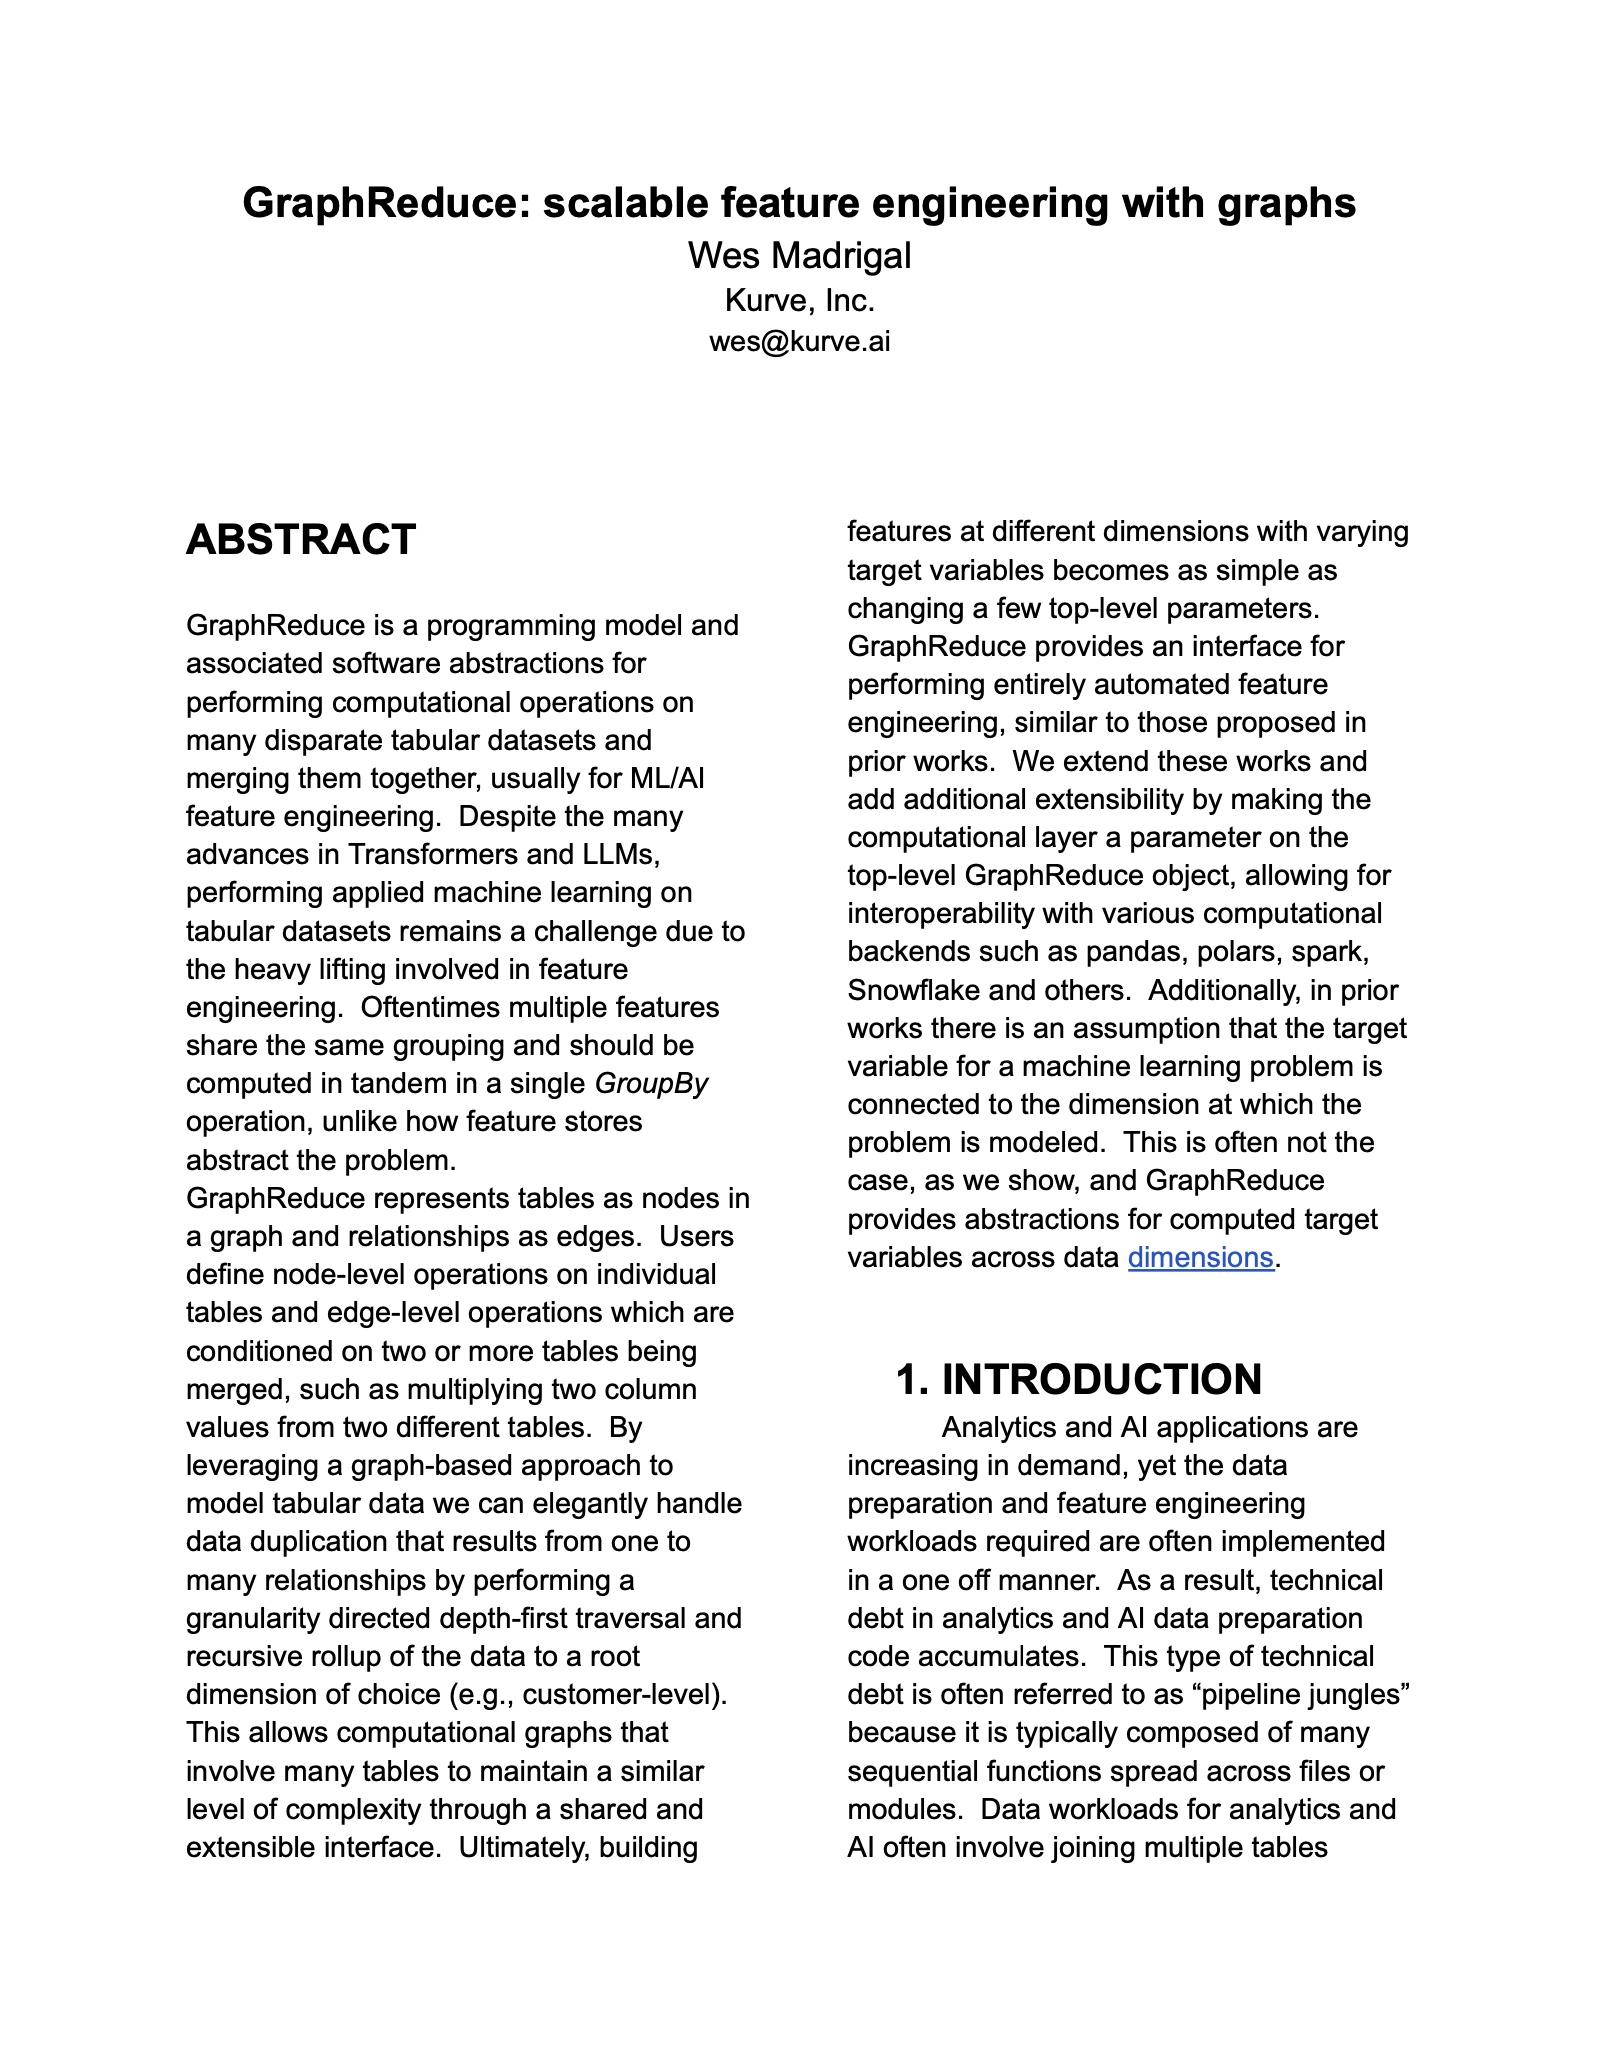 GraphReduce: scalable feature engineering with graphs
Wes Madrigal
Kurve, Inc.
wes@kurve.ai
ABSTRACT
GraphReduce is a programming model and
associated software abstractions for
performing computational operations on
many disparate tabular datasets and
merging them together, usually for ML/AI
feature engineering.  Despite the many
advances in Transformers and LLMs,
performing applied machine learning on
tabular datasets remains a challenge due to
the heavy lifting involved in feature
engineering.  Oftentimes multiple features
share the same grouping and should be
computed in tandem in a single GroupBy
operation, unlike how feature stores
abstract the problem.
GraphReduce represents tables as nodes in
a graph and relationships as edges.  Users
define node-level operations on individual
tables and edge-level operations which are
conditioned on two or more tables being
merged, such as multiplying two column
values from two different tables.  By
leveraging a graph-based approach to
model tabular data we can elegantly handle
data duplication that results from one to
many relationships by performing a
granularity directed depth-first traversal and
recursive rollup of the data to a root
dimension of choice (e.g., customer-level).
This allows computational graphs that
involve many tables to maintain a similar
level of complexity through a shared and
extensible interface.  Ultimately, building
features at different dimensions with varying
target variables becomes as simple as
changing a few top-level parameters.
GraphReduce provides an interface for
performing entirely automated feature
engineering, similar to those proposed in
prior works.  We extend these works and
add additional extensibility by making the
computational layer a parameter on the
top-level GraphReduce object, allowing for
interoperability with various computational
backends such as pandas, polars, spark,
Snowflake and others.  Additionally, in prior
works there is an assumption that the target
variable for a machine learning problem is
connected to the dimension at which the
problem is modeled.  This is often not the
case, as we show, and GraphReduce
provides abstractions for computed target
variables across data dimensions.
1. INTRODUCTION
Analytics and AI applications are
increasing in demand, yet the data
preparation and feature engineering
workloads required are often implemented
in a one off manner.  As a result, technical
debt in analytics and AI data preparation
code accumulates.  This type of technical
debt is often referred to as “pipeline jungles”
because it is typically composed of many
sequential functions spread across files or
modules.  Data workloads for analytics and
AI often involve joining multiple tables